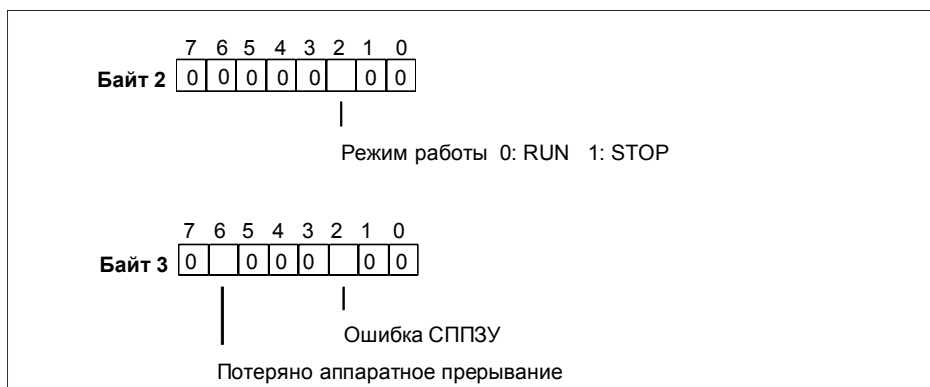 7 6 5 4 3 2 1 0
Байт 2 0 0 0 0 0 0 0
Режим работы 0: RUN 1: STOP
7 6 5 4 3 2 1 0
Байт 3 0 0 0 0 0 0
Ошибка СППЗУ
Потеряно аппаратное прерывание